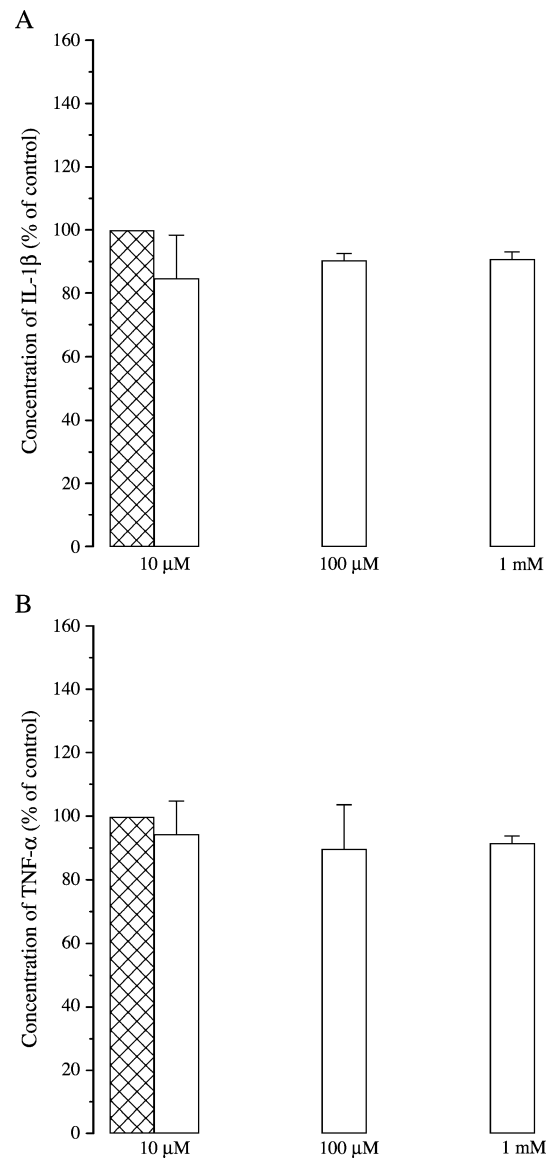 A
160
140
120
100
80
60
40
20
0
Concentration of IL-1β (% of control)
10 μM
100 μM
1 mM
B
160
140
120
100
80
60
40
20
0
Concentration of TNF-α (% of control)
10 μM
100 μM
1 mM